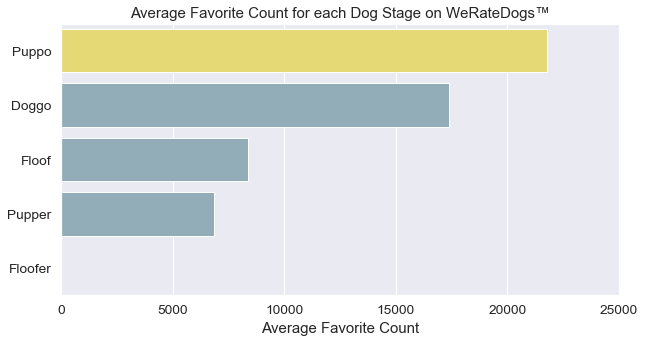 Average Favorite Count for each Dog Stage on WeRateDogs™
Puppo
Doggo
Floof
Pupper
Floofer
0 5000 10000 15000 20000 25000
Average Favorite Count